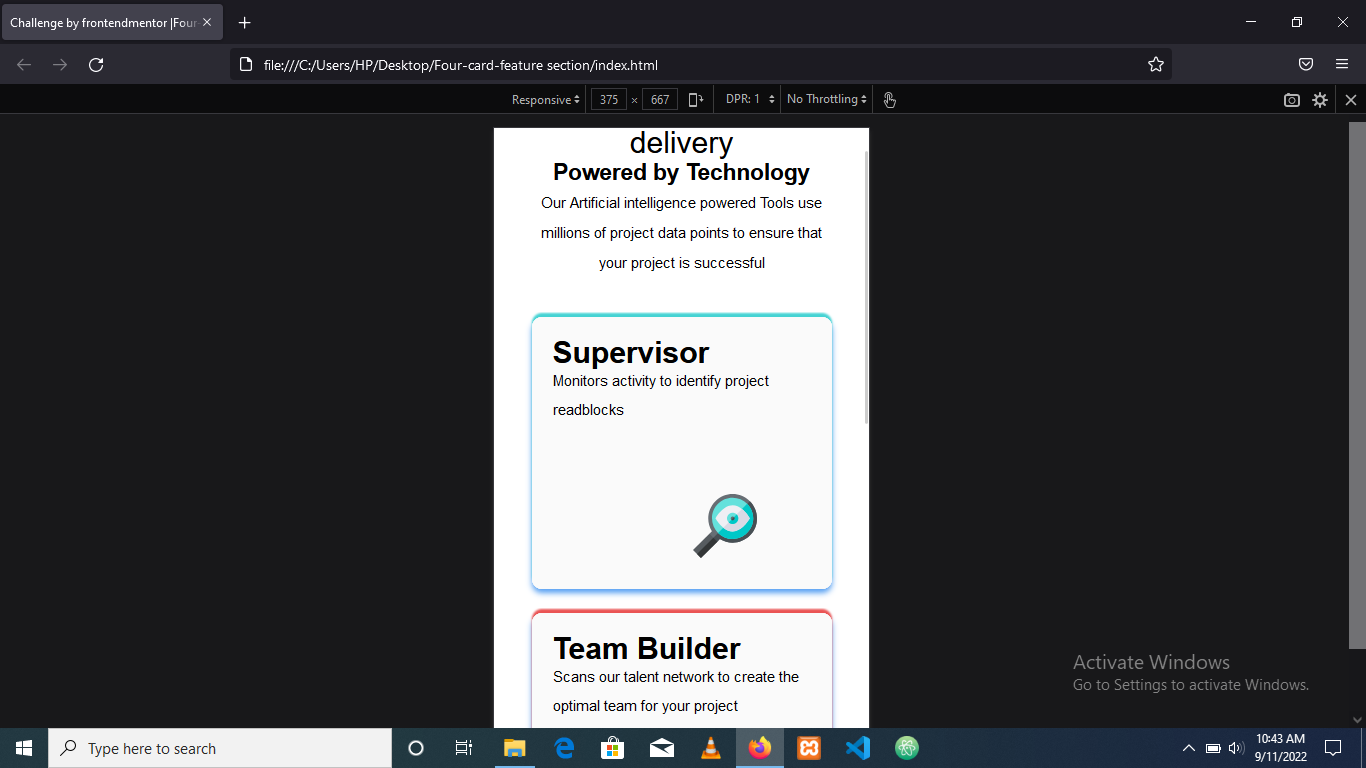 Challenge by frontendmentor |Four-
file:///C:/Users/HP/Desktop/Four-card-feature section/index.html
Responsive 375 × 667 DPR: 1 No Throttling
delivery
Powered by Technology
Our Artificial intelligence powered Tools use
millions of project data points to ensure that
your project is successful
Supervisor
Monitors activity to identify project
readblocks
Team Builder
Scans our talent network to create the
optimal team for your project
Activate Windows
Go to Settings to activate Windows.
Type here to search
10:43 AM
9/11/2022